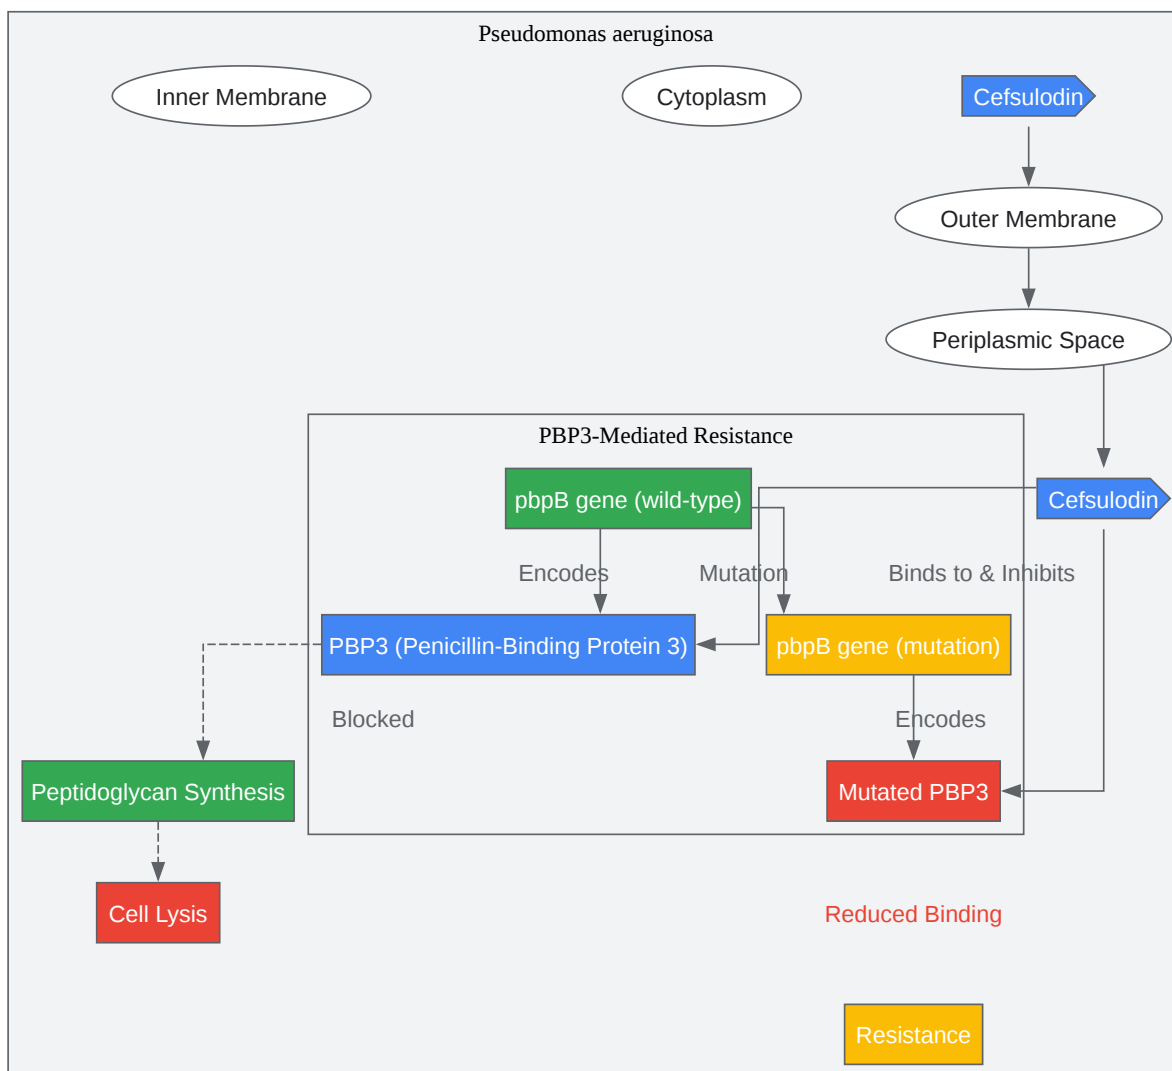 Pseudomonas aeruginosa
Inner Membrane
Cytoplasm
Cefsulodin
Outer Membrane
Periplasmic Space
PBP3-Mediated Resistance
pbpB gene (wild-type)
Cefsulodin
Encodes
Mutation
Binds to & Inhibits
PBP3 (Penicillin-Binding Protein 3)
pbpB gene (mutation)
Blocked
Encodes
Peptidoglycan Synthesis
Mutated PBP3
Cell Lysis
Reduced Binding
Resistance